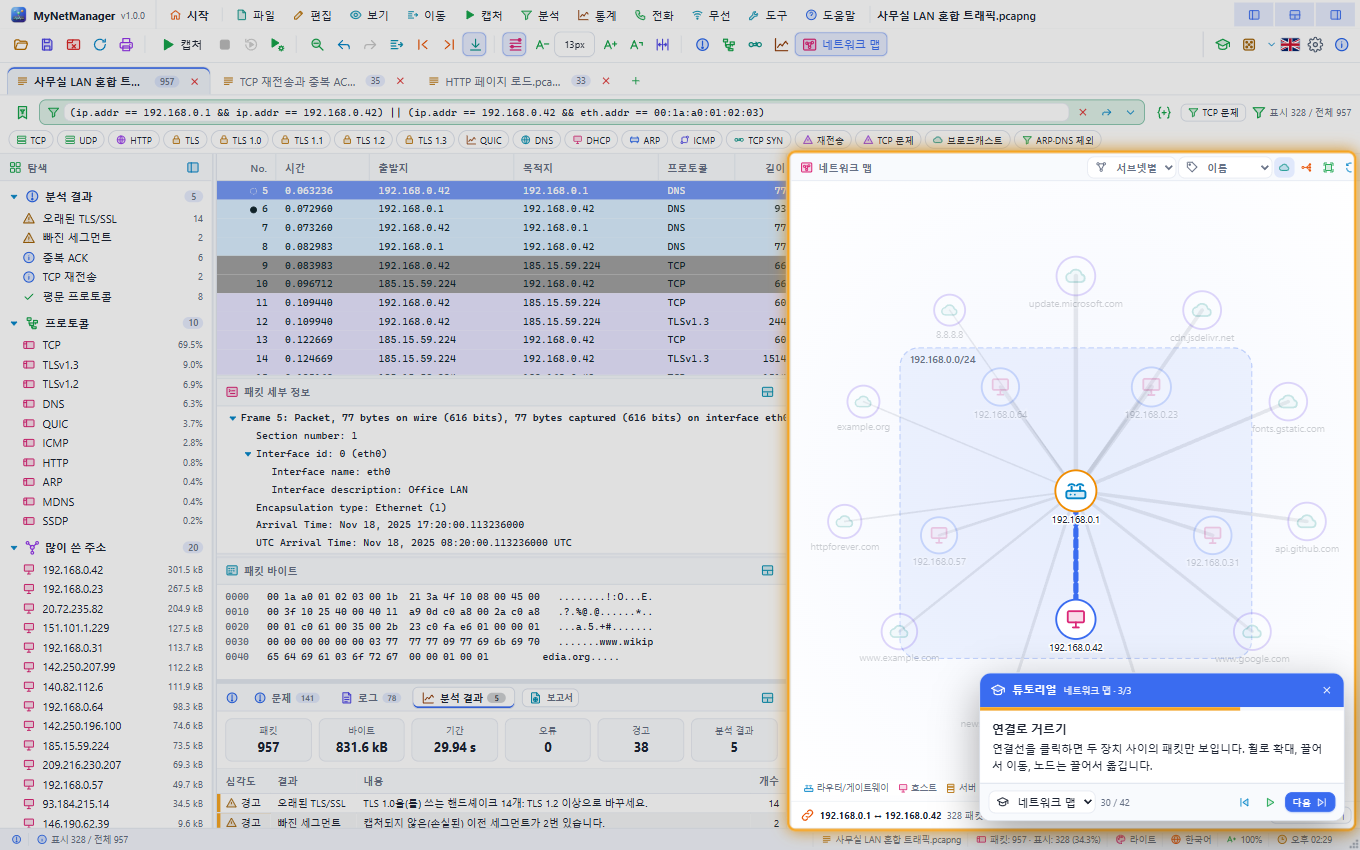 MyNetManager v1.0.0 시작 파일 편집 보기 이동 캡처 분석 통계 전화 무선 도구 도움말 사무실 LAN 혼합 트래픽.pcapng
캡처 13px 네트워크 맵
사무실 LAN 혼합 트... 957 TCP 재전송과 중복 AC... 35 HTTP 페이지 로드.pca... 33
(ip.addr == 192.168.0.1 && ip.addr == 192.168.0.42) || (ip.addr == 192.168.0.42 && eth.addr == 00:1a:a0:01:02:03) TCP 문제 표시 328 / 전체 957
TCP UDP HTTP TLS TLS 1.0 TLS 1.1 TLS 1.2 TLS 1.3 QUIC DNS DHCP ARP ICMP TCP SYN 재전송 TCP 문제 브로드캐스트 ARP·DNS 제외
탐색
분석 결과 5
오래된 TLS/SSL 14
빠진 세그먼트 2
중복 ACK 6
TCP 재전송 2
평문 프로토콜 8
프로토콜 10
TCP 69.5%
TLSv1.3 9.0%
TLSv1.2 6.9%
DNS 6.3%
QUIC 3.7%
ICMP 2.8%
HTTP 0.8%
ARP 0.4%
MDNS 0.4%
SSDP 0.2%
많이 쓴 주소 20
192.168.0.42 301.5 kB
192.168.0.23 267.5 kB
20.72.235.82 204.9 kB
151.101.1.229 127.5 kB
192.168.0.31 113.7 kB
142.250.207.99 112.2 kB
140.82.112.6 111.9 kB
192.168.0.64 98.3 kB
142.250.196.100 74.6 kB
185.15.59.224 73.5 kB
209.216.230.207 69.3 kB
192.168.0.57 49.7 kB
93.184.215.14 34.5 kB
146.190.62.39 9.6 kB
No. 시간 출발지 목적지 프로토콜 길이
5 0.063236 192.168.0.42 192.168.0.1 DNS 77
6 0.072960 192.168.0.1 192.168.0.42 DNS 93
7 0.073260 192.168.0.42 192.168.0.1 DNS 77
8 0.082983 192.168.0.1 192.168.0.42 DNS 77
9 0.083983 192.168.0.42 185.15.59.224 TCP 66
10 0.096712 185.15.59.224 192.168.0.42 TCP 66
11 0.109440 192.168.0.42 185.15.59.224 TCP 60
12 0.109940 192.168.0.42 185.15.59.224 TLSv1.3 244
13 0.122669 185.15.59.224 192.168.0.42 TCP 60
14 0.124669 185.15.59.224 192.168.0.42 TLSv1.3 1514
패킷 세부 정보
Frame 5: Packet, 77 bytes on wire (616 bits), 77 bytes captured (616 bits) on interface eth0
Section number: 1
Interface id: 0 (eth0)
Interface name: eth0
Interface description: Office LAN
Encapsulation type: Ethernet (1)
Arrival Time: Nov 18, 2025 17:20:00.113236000
UTC Arrival Time: Nov 18, 2025 08:20:00.113236000 UTC
패킷 바이트
0000 00 1a a0 01 02 03 00 1b 21 3a 4f 10 08 00 45 00 ........!:O...E.
0010 00 3f 10 25 40 00 40 11 a9 0d c0 a8 00 2a c0 a8 .?.%@.@......*..
0020 00 01 c0 61 00 35 00 2b 23 c0 fa e6 01 00 00 01 ...a.5.+#.......
0030 00 00 00 00 00 00 03 77 77 77 09 77 69 6b 69 70 .......www.wikip
0040 65 64 69 61 03 6f 72 67 00 00 01 00 01 edia.org.....
문제 141 로그 78 분석 결과 5 보고서
패킷 바이트 기간 오류 경고 분석 결과
957 831.6 kB 29.94 s 0 38 5
심각도 결과 내용 개수
경고 오래된 TLS/SSL TLS 1.0을(를) 쓰는 핸드셰이크 14개: TLS 1.2 이상으로 바꾸세요. 14
경고 빠진 세그먼트 캡처되지 않은(손실된) 이전 세그먼트가 2번 있습니다. 2
네트워크 맵 서브넷별 이름
update.microsoft.com
8.8.8.8
cdn.jsdelivr.net
192.168.0.0/24
192.168.0.64
192.168.0.23
example.org
fonts.gstatic.com
192.168.0.1
httpforever.com
192.168.0.57
192.168.0.31
api.github.com
192.168.0.42
www.example.com
www.google.com
라우터/게이트웨이 호스트 서버
192.168.0.1 ↔ 192.168.0.42 328 패킷
튜토리얼 네트워크 맵 · 3/3
연결로 거르기
연결선을 클릭하면 두 장치 사이의 패킷만 보입니다. 휠로 확대, 끌어
서 이동, 노드는 끌어서 옮깁니다.
네트워크 맵 30 / 42 다음
표시 328 / 전체 957 사무실 LAN 혼합 트래픽.pcapng 패킷: 957 · 표시: 328 (34.3%) 라이트 한국어 100% 오후 02:29